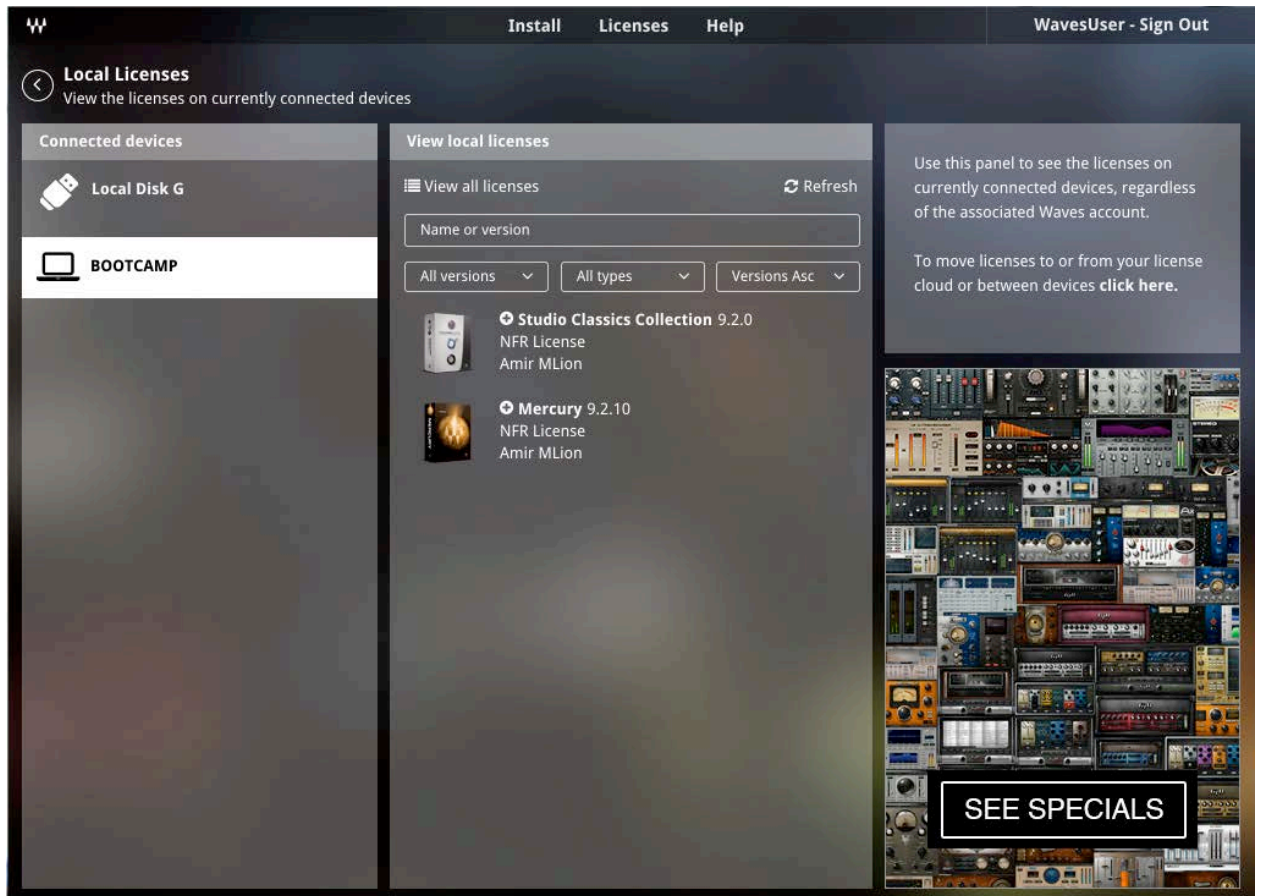 Install Licenses Help WavesUser - Sign Out
Local Licenses
View the licenses on currently connected devices
Connected devices
Local Disk G
BOOTCAMP
View local licenses
View all licenses Refresh
Name or version
All versions All types Versions Asc
Studio Classics Collection 9.2.0
NFR License
Amir MLion
Mercury 9.2.10
NFR License
Amir MLion
Use this panel to see the licenses on
currently connected devices, regardless
of the associated Waves account.
To move licenses to or from your license
cloud or between devices click here.
SEE SPECIALS